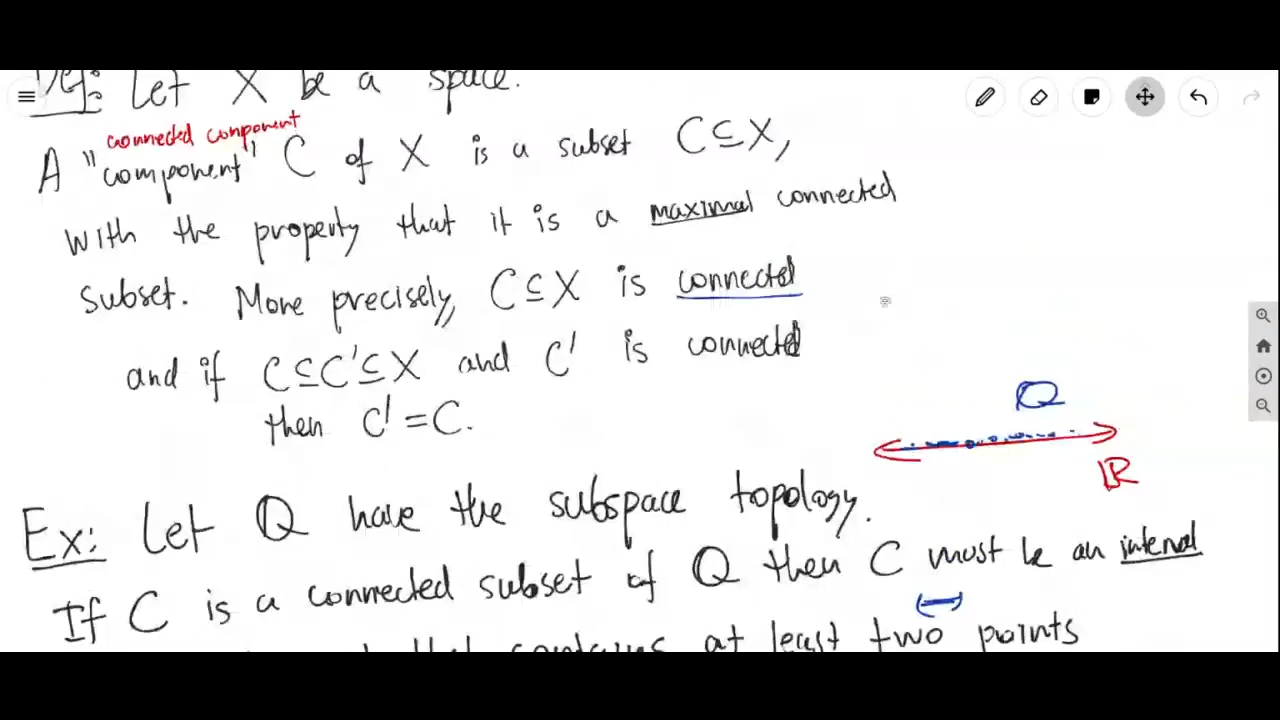 Def: Let X be a space.
connected component
A "component" C of X is a subset C⊆X,
with the property that it is a maximal connected
subset. More precisely, C⊆X is connected
and if C⊆C'⊆X and C' is connected
then C'=C.
Q
R
Ex: Let Q have the subspace topology.
If C is a connected subset of Q then C must be an interval
that contains at least two points